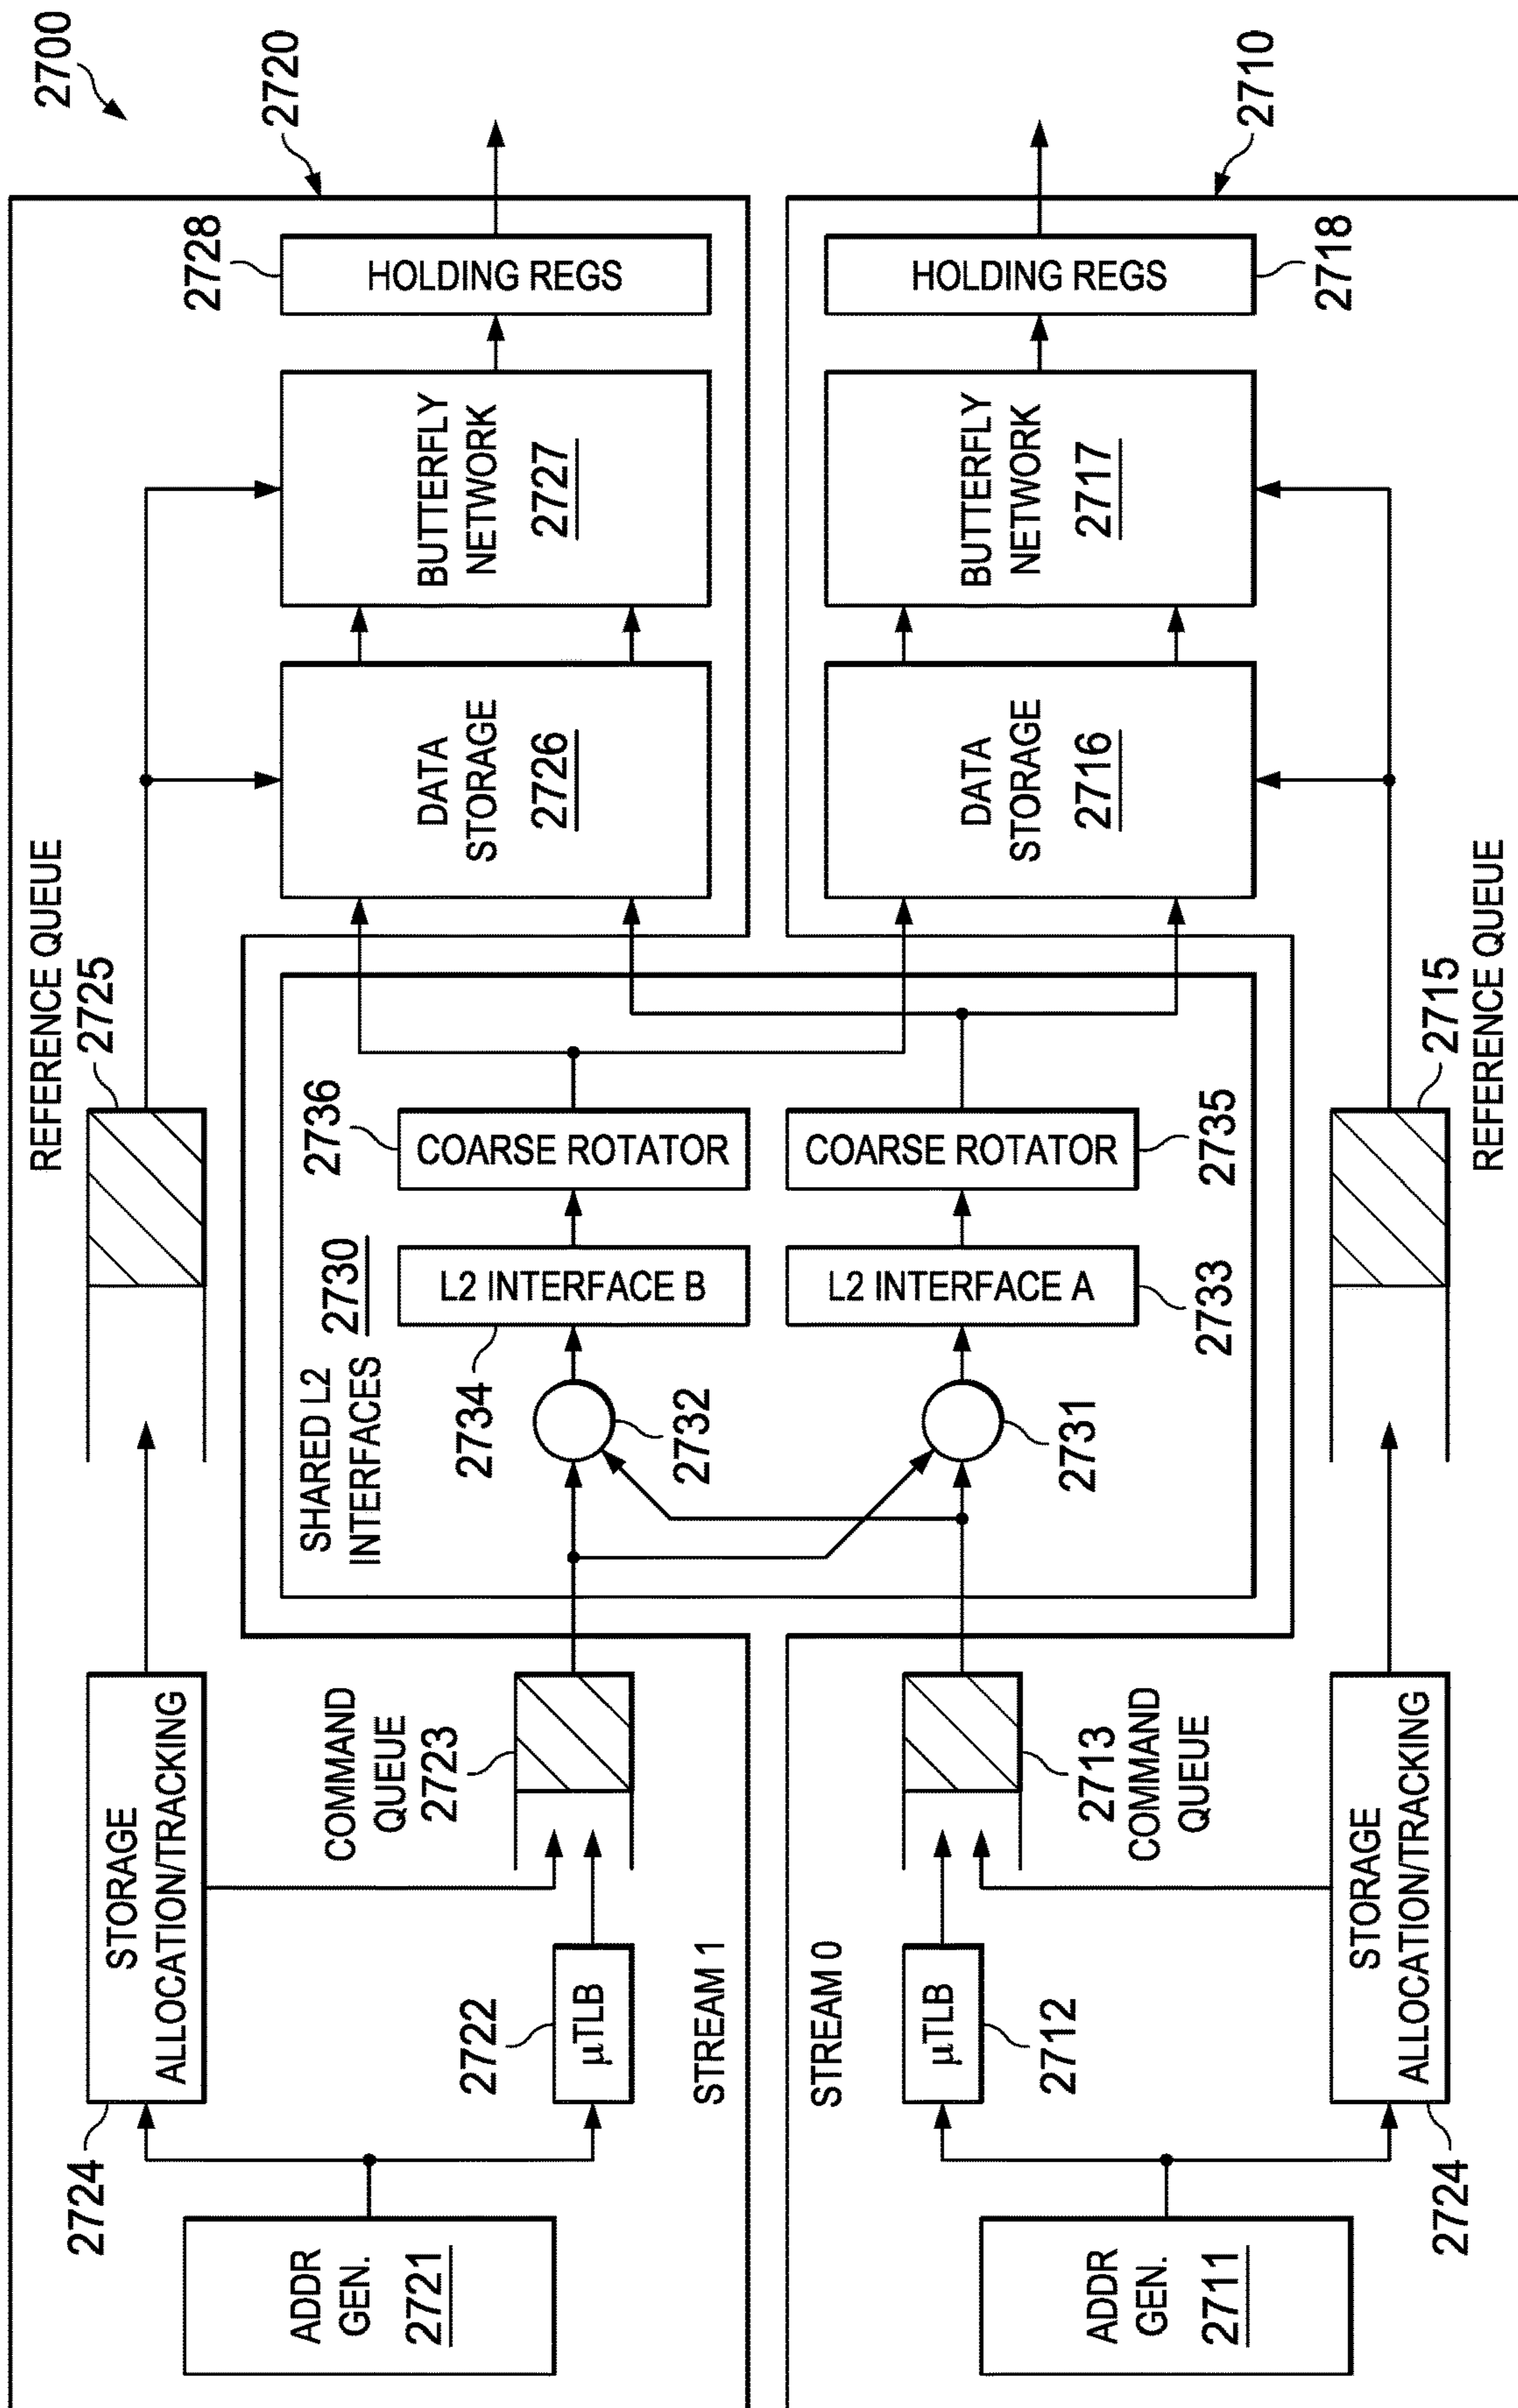 2700
2720
2728
HOLDING REGS
BUTTERFLY
NETWORK
2727
DATA
STORAGE
2726
REFERENCE QUEUE
2725
STORAGE
ALLOCATION/TRACKING
2724
COMMAND
QUEUE
2723
2722
µTLB
ADDR
GEN.
2721
STREAM 1
SHARED L2
INTERFACES
2730
2736
COARSE ROTATOR
L2 INTERFACE B
2734
2732
COARSE ROTATOR
2735
L2 INTERFACE A
2733
2731
2710
HOLDING REGS
2718
BUTTERFLY
NETWORK
2717
DATA
STORAGE
2716
2715
REFERENCE QUEUE
STREAM 0
µTLB
2712
2713
COMMAND
QUEUE
STORAGE
ALLOCATION/TRACKING
2724
ADDR
GEN.
2711